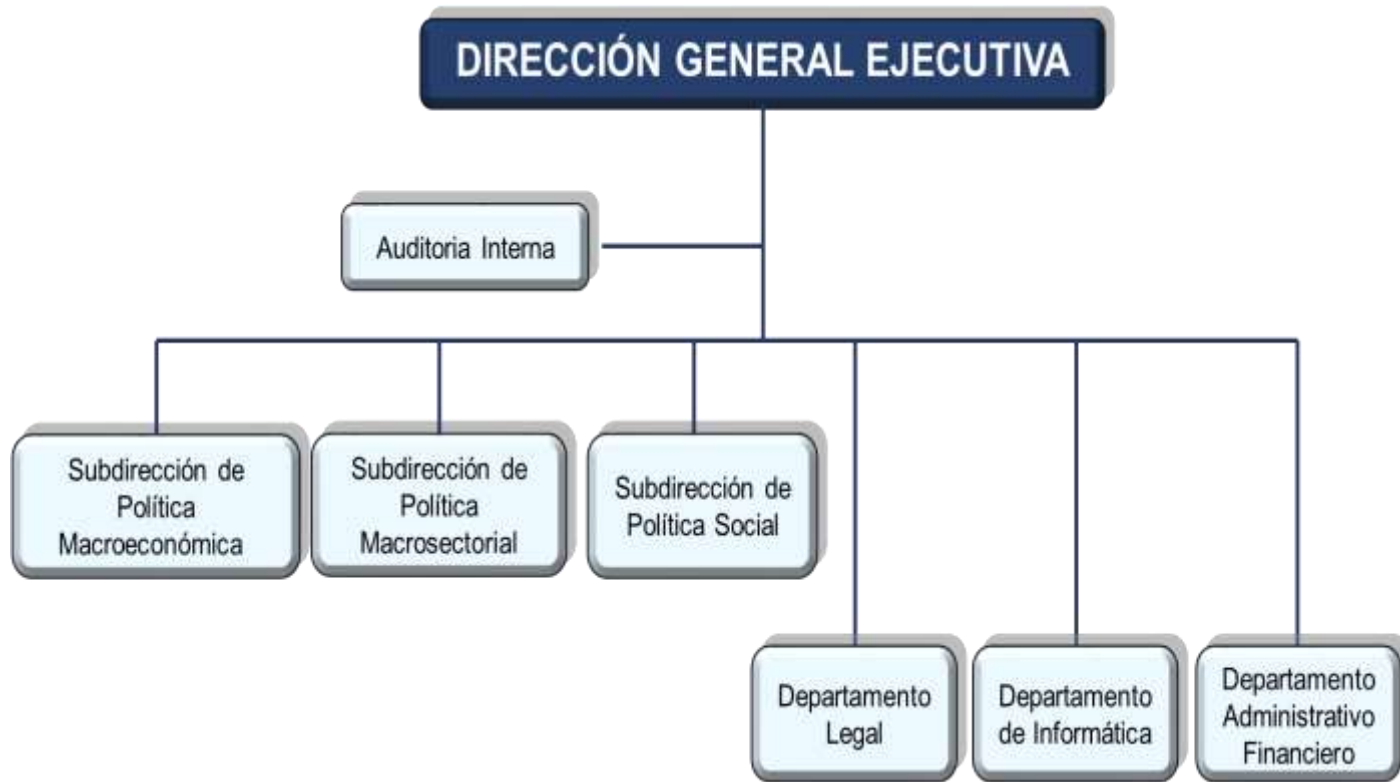 DIRECCIÓN GENERAL EJECUTIVA
Auditoria Interna
Subdirección de
Política
Macroeconómica
Subdirección de
Política
Macrosectorial
Subdirección de
Política Social
Departamento
Legal
Departamento
de Informática
Departamento
Administrativo
Financiero